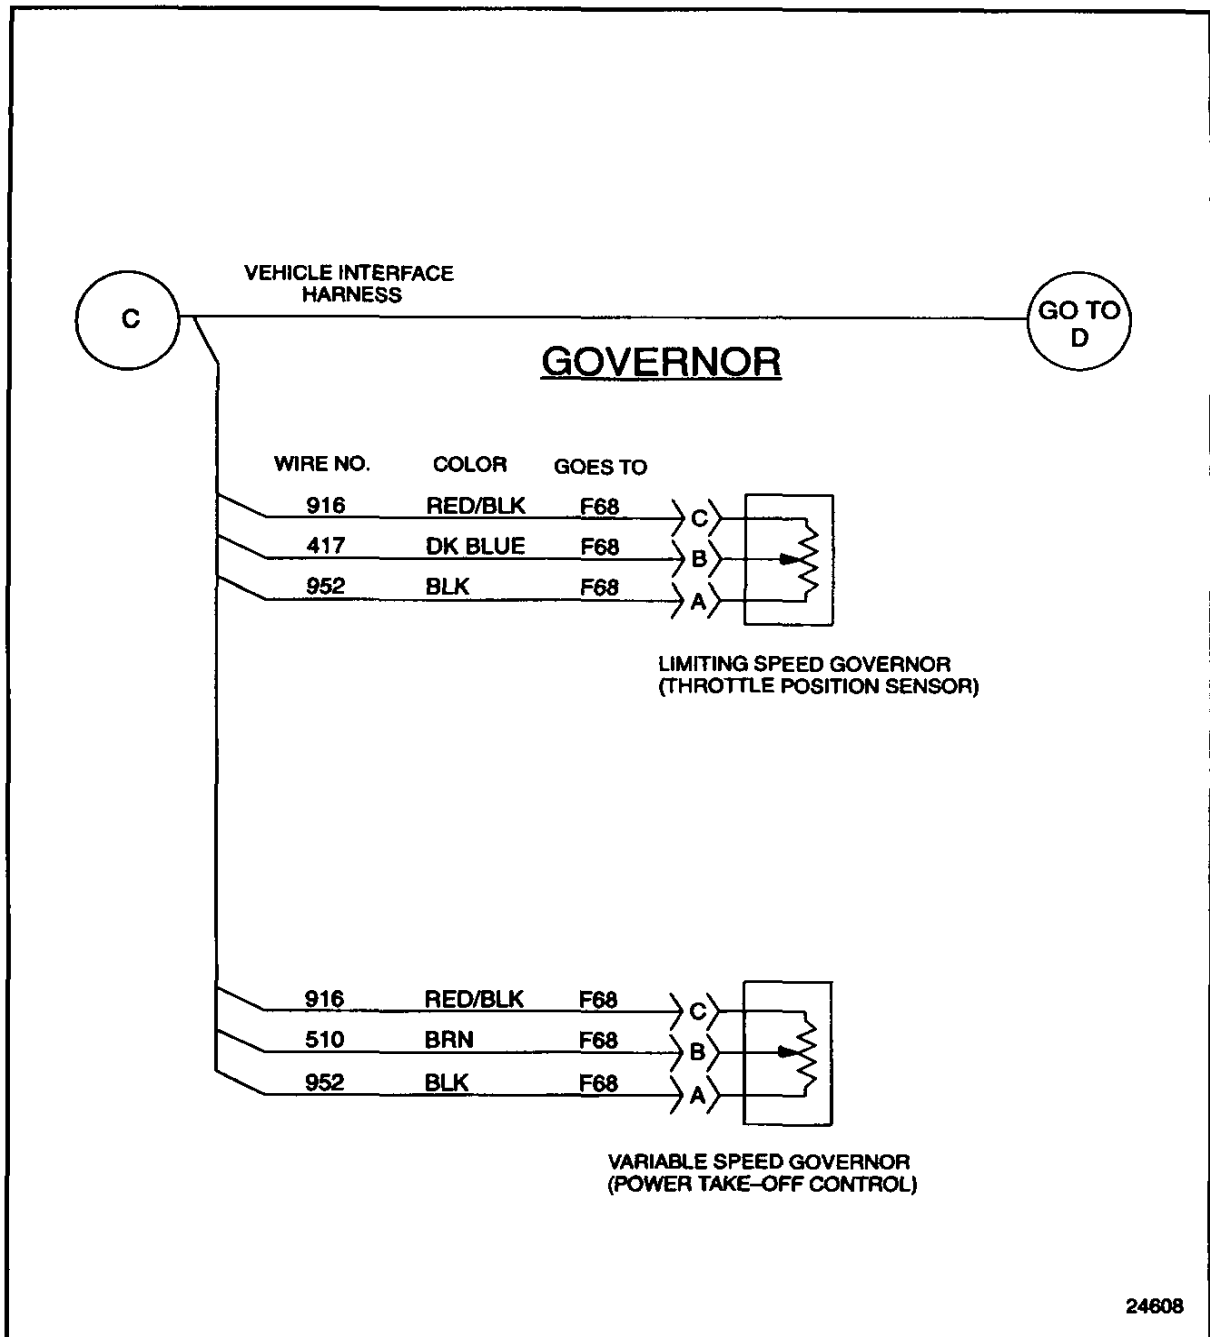 VEHICLE INTERFACE
HARNESS
C
GO TO
D
GOVERNOR
WIRE NO. COLOR GOES TO
916 RED/BLK F68 C
417 DK BLUE F68 B
952 BLK F68 A
LIMITING SPEED GOVERNOR
(THROTTLE POSITION SENSOR)
916 RED/BLK F68 C
510 BRN F68 B
952 BLK F68 A
VARIABLE SPEED GOVERNOR
(POWER TAKE–OFF CONTROL)
24608